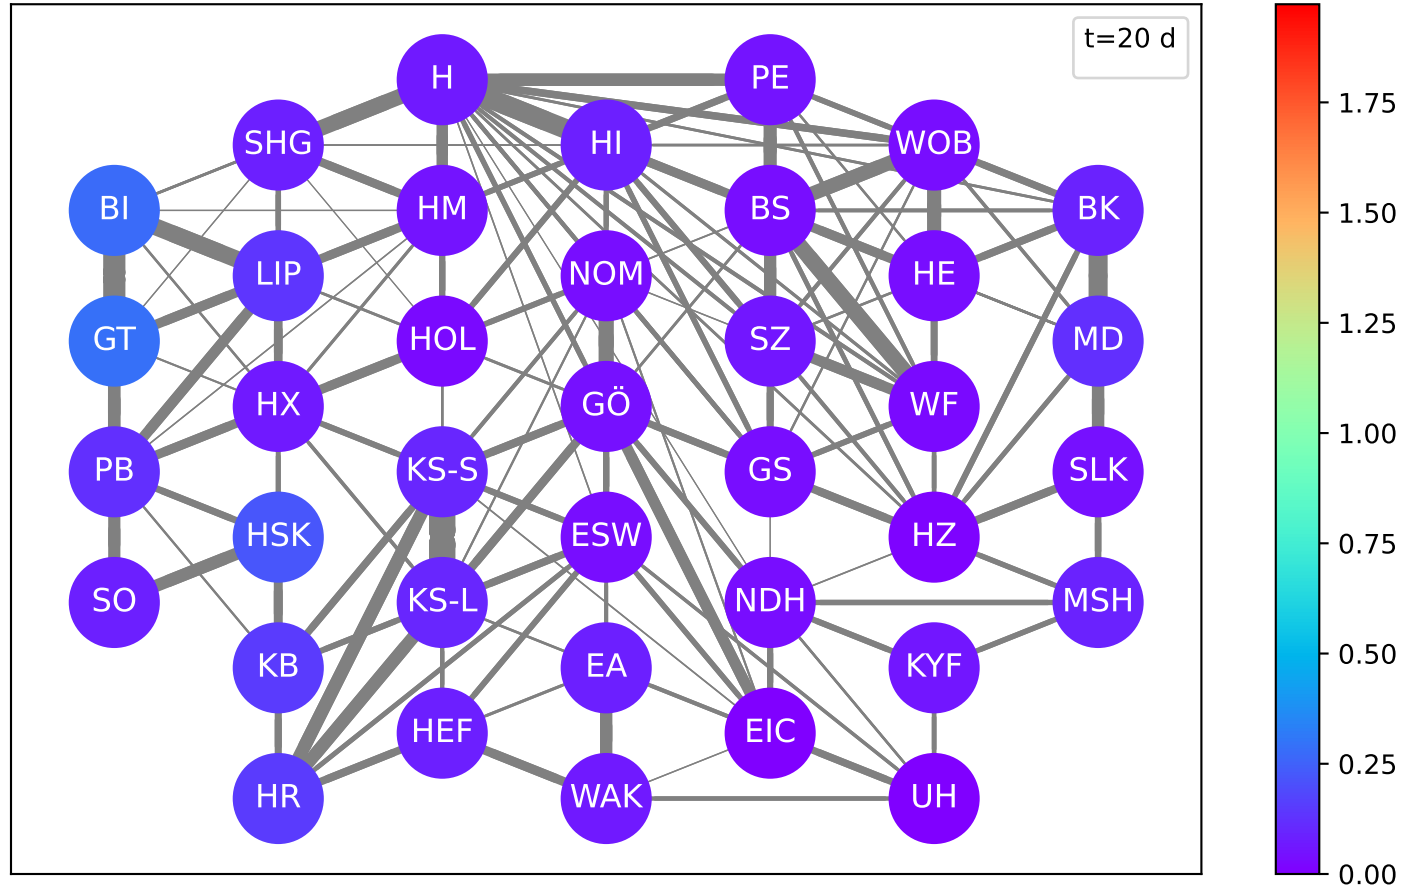 t=20 d
H
PE
SHG
HI
WOB
BI
HM
BS
BK
LIP
NOM
HE
GT
HOL
SZ
MD
HX
GÖ
WF
PB
KS-S
GS
SLK
HSK
ESW
HZ
SO
KS-L
NDH
MSH
KB
EA
KYF
HEF
EIC
HR
WAK
UH
1.75
1.50
1.25
1.00
0.75
0.50
0.25
0.00